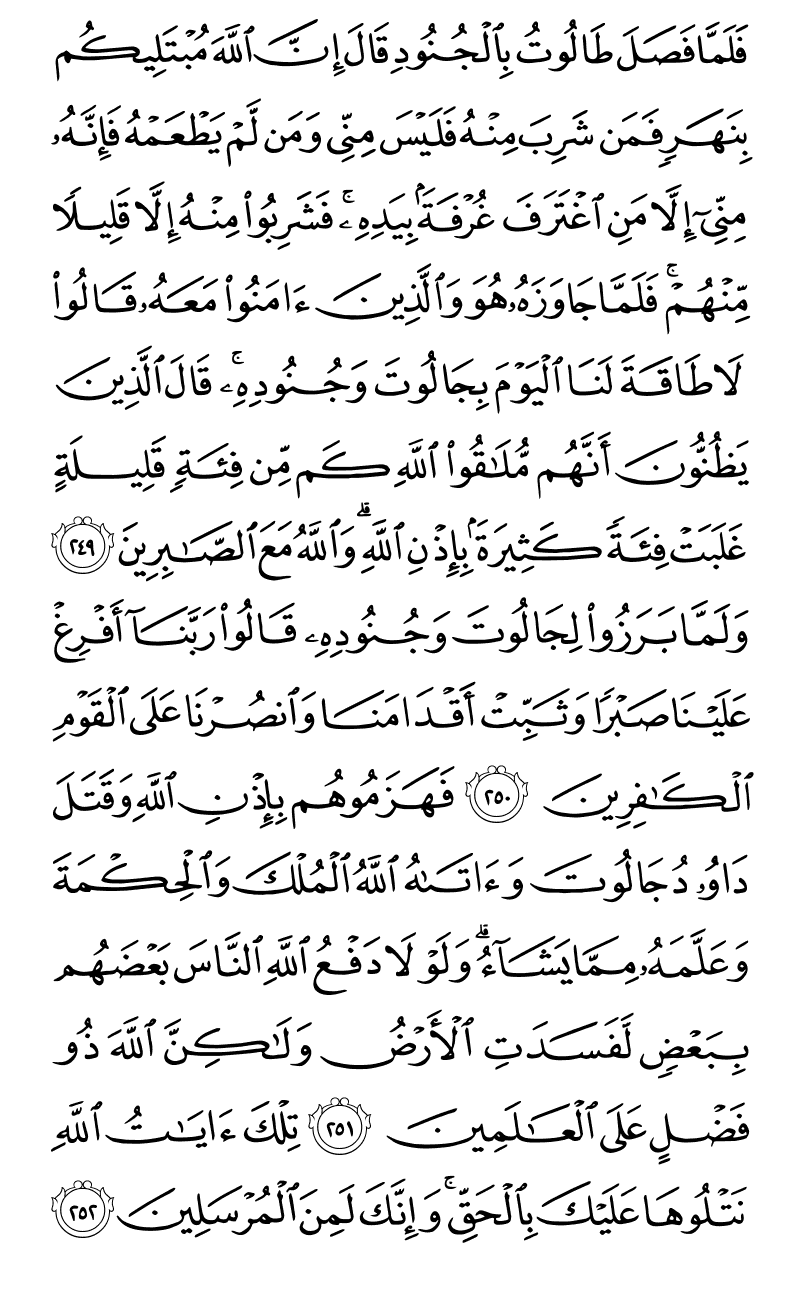 فَلَمَّا فَصَلَ طَالُوتُ بِٱلْجُنُودِ قَالَ إِنَّ ٱللَّهَ مُبْتَلِيكُم
بِنَهَرٍ فَمَن شَرِبَ مِنْهُ فَلَيْسَ مِنِّى وَمَن لَّمْ يَطْعَمْهُ فَإِنَّهُۥ
مِنِّىٓ إِلَّا مَنِ ٱغْتَرَفَ غُرْفَةَۢ بِيَدِهِۦ ۚ فَشَرِبُوا۟ مِنْهُ إِلَّا قَلِيلًا
مِّنْهُمْ ۚ فَلَمَّا جَاوَزَهُۥ هُوَ وَٱلَّذِينَ ءَامَنُوا۟ مَعَهُۥ قَالُوا۟
لَا طَاقَةَ لَنَا ٱلْيَوْمَ بِجَالُوتَ وَجُنُودِهِۦ ۚ قَالَ ٱلَّذِينَ
يَظُنُّونَ أَنَّهُم مُّلَـٰقُوا۟ ٱللَّهِ كَم مِّن فِئَةٍ قَلِيلَةٍ
غَلَبَتْ فِئَةً كَثِيرَةَۢ بِإِذْنِ ٱللَّهِ ۗ وَٱللَّهُ مَعَ ٱلصَّـٰبِرِينَ ٢٤٩
وَلَمَّا بَرَزُوا۟ لِجَالُوتَ وَجُنُودِهِۦ قَالُوا۟ رَبَّنَآ أَفْرِغْ
عَلَيْنَا صَبْرًا وَثَبِّتْ أَقْدَامَنَا وَٱنصُرْنَا عَلَى ٱلْقَوْمِ
ٱلْكَـٰفِرِينَ ٢٥٠ فَهَزَمُوهُم بِإِذْنِ ٱللَّهِ وَقَتَلَ
دَاوُۥدُ جَالُوتَ وَءَاتَىٰهُ ٱللَّهُ ٱلْمُلْكَ وَٱلْحِكْمَةَ
وَعَلَّمَهُۥ مِمَّا يَشَآءُ ۗ وَلَوْلَا دَفْعُ ٱللَّهِ ٱلنَّاسَ بَعْضَهُم
بِبَعْضٍ لَّفَسَدَتِ ٱلْأَرْضُ وَلَـٰكِنَّ ٱللَّهَ ذُو
فَضْلٍ عَلَى ٱلْعَـٰلَمِينَ ٢٥١ تِلْكَ ءَايَـٰتُ ٱللَّهِ
نَتْلُوهَا عَلَيْكَ بِٱلْحَقِّ ۚ وَإِنَّكَ لَمِنَ ٱلْمُرْسَلِينَ ٢٥٢